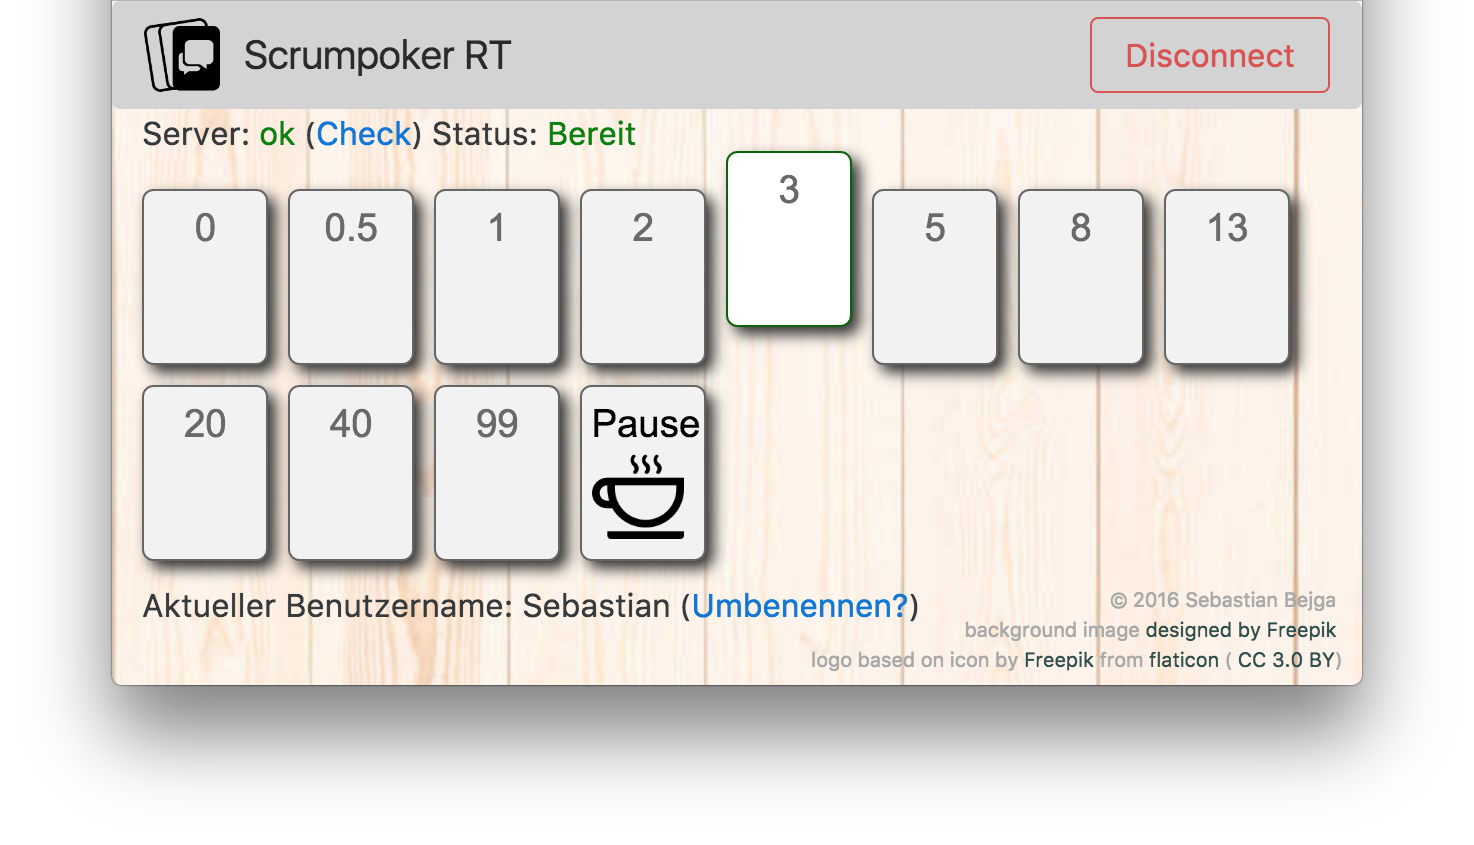 Scrumpoker RT
Disconnect
Server: ok (Check) Status: Bereit
0 0.5 1 2 3 5 8 13
20 40 99 Pause
Aktueller Benutzername: Sebastian (Umbenennen?)
© 2016 Sebastian Bejga
background image designed by Freepik
logo based on icon by Freepik from flaticon ( CC 3.0 BY)